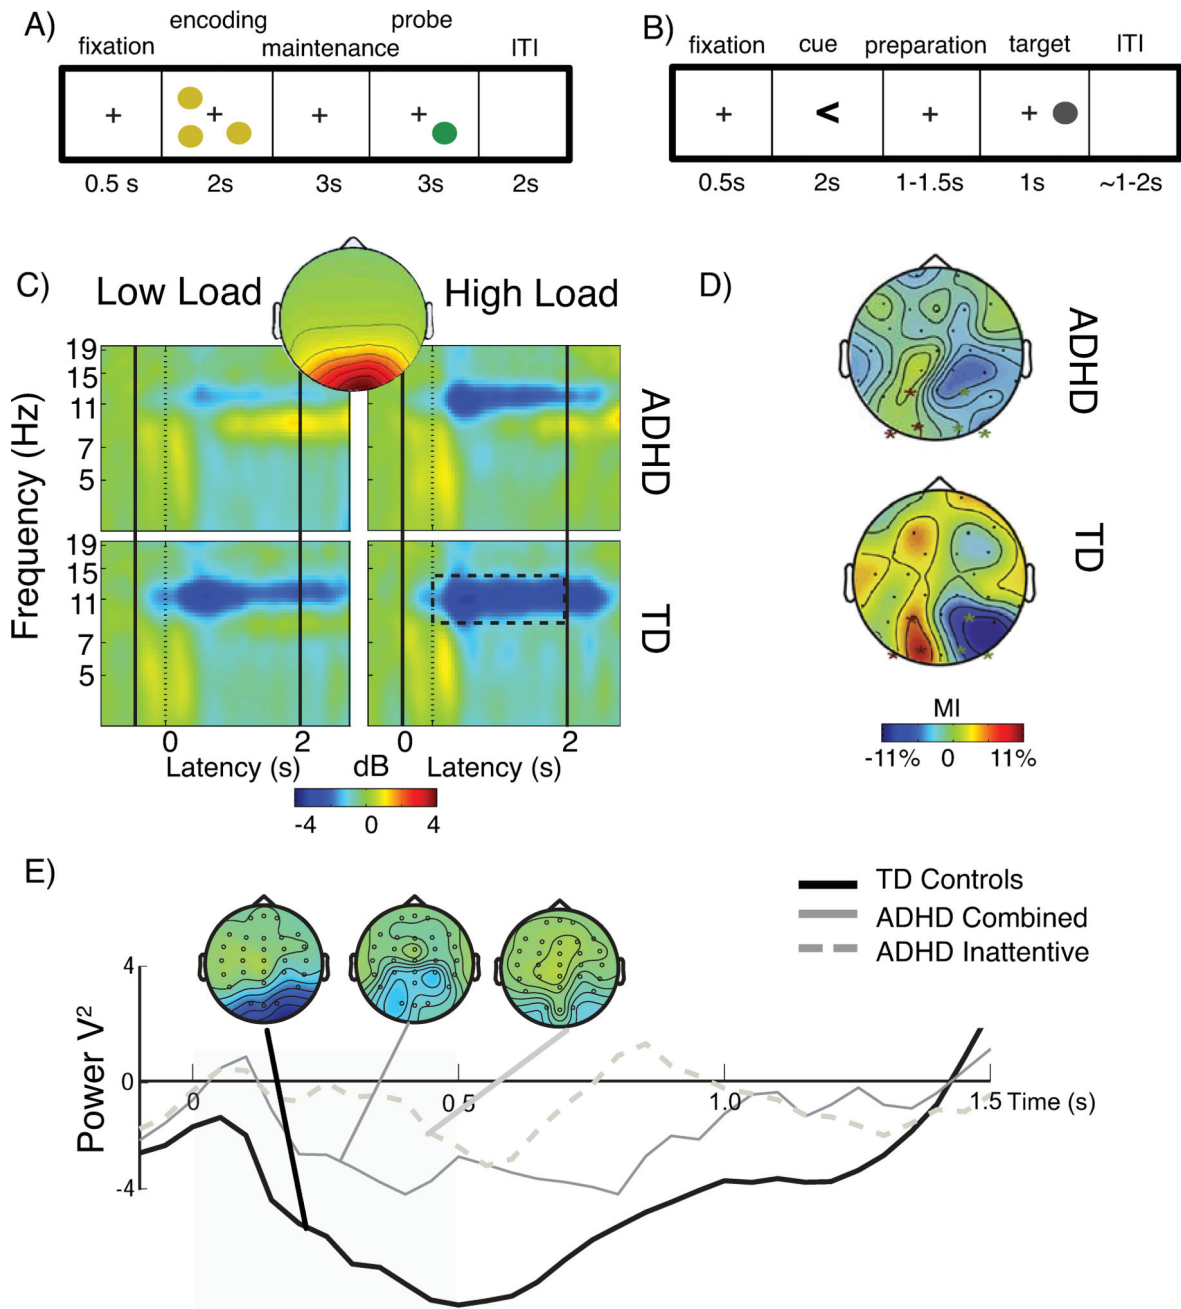 A)
fixation
encoding
maintenance
probe
ITI
+
+
+
+
0.5 s
2s
3s
3s
2s
B)
fixation
cue
preparation
target
ITI
+
<
+
+
0.5s
2s
1-1.5s
1s
~1-2s
C)
Low Load
High Load
Frequency (Hz)
19
15
11
7
5
ADHD
19
15
11
7
5
TD
0
2
0
2
Latency (s)
dB
Latency (s)
-4
0
4
D)
ADHD
TD
MI
-11%
0
11%
E)
TD Controls
ADHD Combined
ADHD Inattentive
Power V²
4
0
-4
0
0.5
1.0
1.5
Time (s)